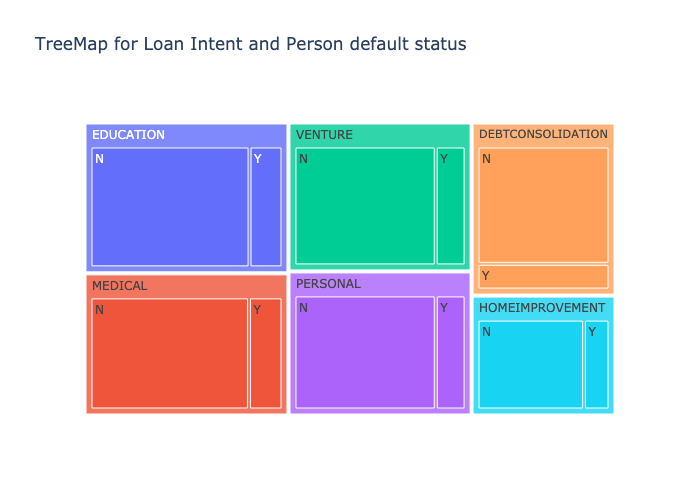 TreeMap for Loan Intent and Person default status
EDUCATION
N
Y
VENTURE
N
Y
DEBTCONSOLIDATION
N
Y
MEDICAL
N
Y
PERSONAL
N
Y
HOMEIMPROVEMENT
N
Y